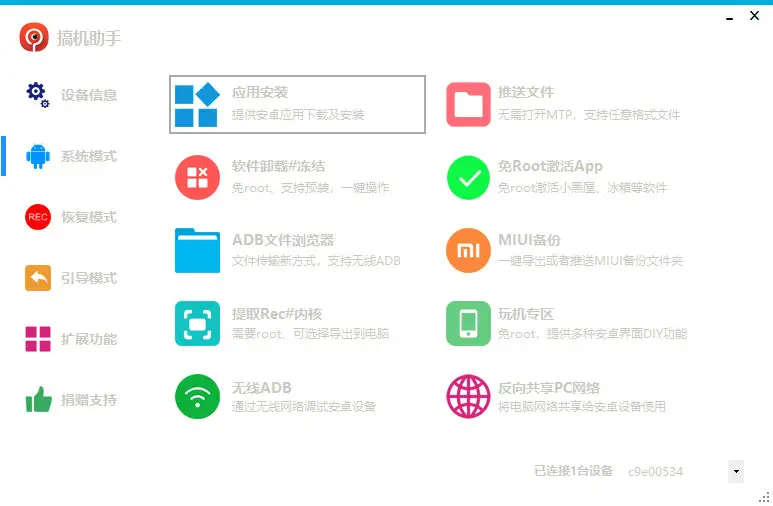 搞机助手
设备信息
系统模式
REC
恢复模式
引导模式
扩展功能
捐赠支持
应用安装
提供安卓应用下载及安装
推送文件
无需打开MTP，支持任意格式文件
软件卸载#冻结
免root、支持预装，一键操作
免Root激活App
免root激活小黑屋、冰箱等软件
ADB文件浏览器
文件传输新方式，支持无线ADB
MIUI备份
一键导出或者推送MIUI备份文件夹
提取Rec#内核
需要root，可选择导出到电脑
玩机专区
免root，提供多种安卓界面DIY功能
无线ADB
通过无线网络调试安卓设备
反向共享PC网络
将电脑网络共享给安卓设备使用
已连接1台设备
c9e00534